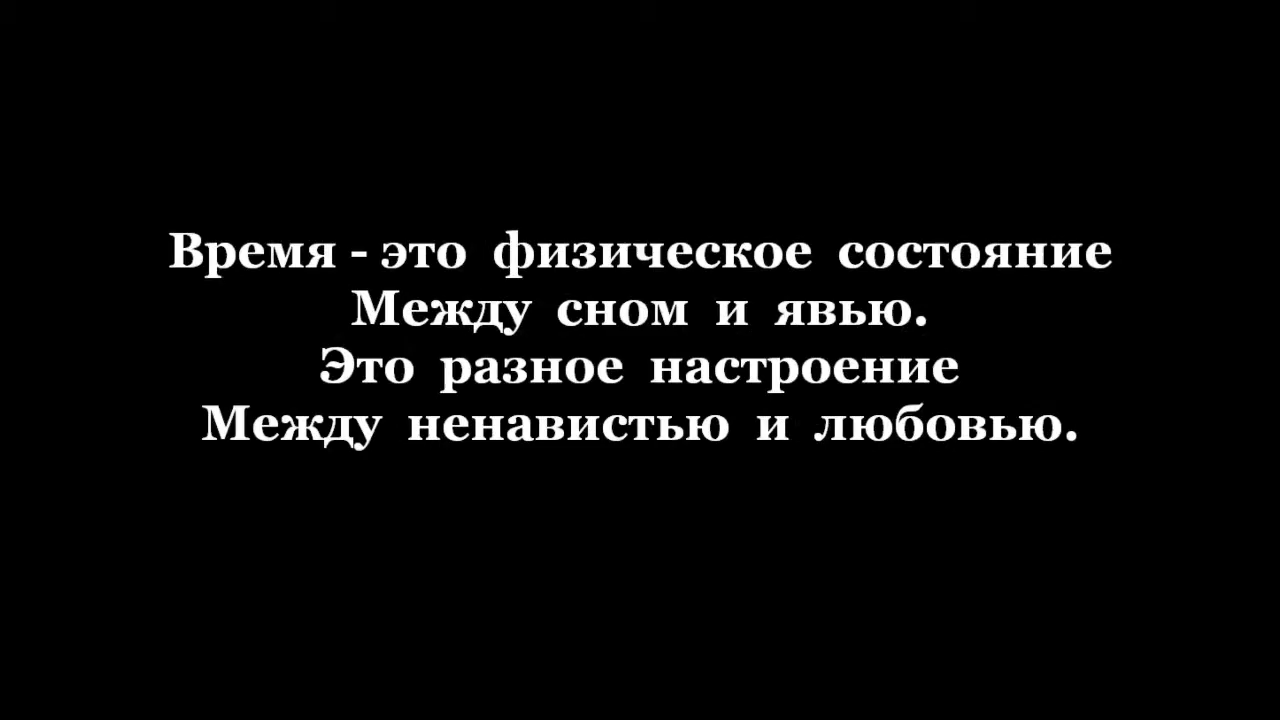 Время - это физическое состояние
Между сном и явью.
Это разное настроение
Между ненавистью и любовью.